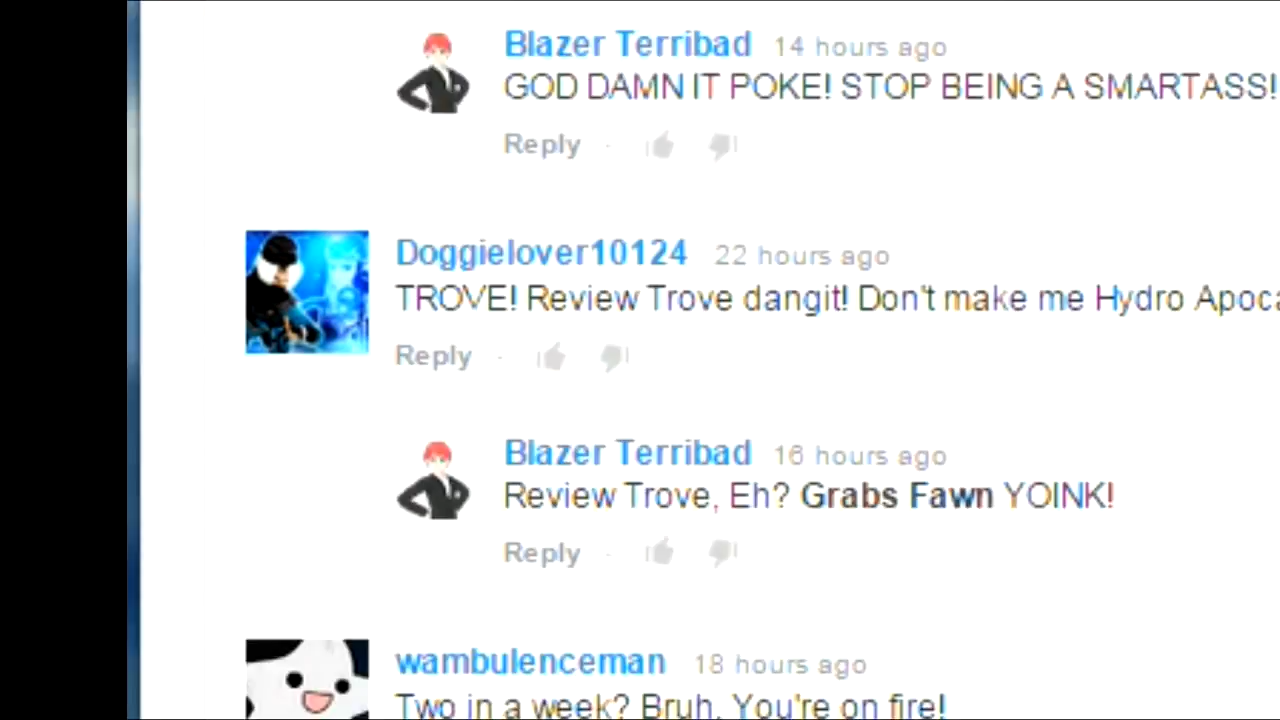 Blazer Terribad 14 hours ago
GOD DAMN IT POKE! STOP BEING A SMARTASS!
Reply ·
Doggielover10124 22 hours ago
TROVE! Review Trove dangit! Don't make me Hydro Apoca
Reply ·
Blazer Terribad 16 hours ago
Review Trove, Eh? Grabs Fawn YOINK!
Reply ·
wambulenceman 18 hours ago
Two in a week? Bruh. You're on fire!